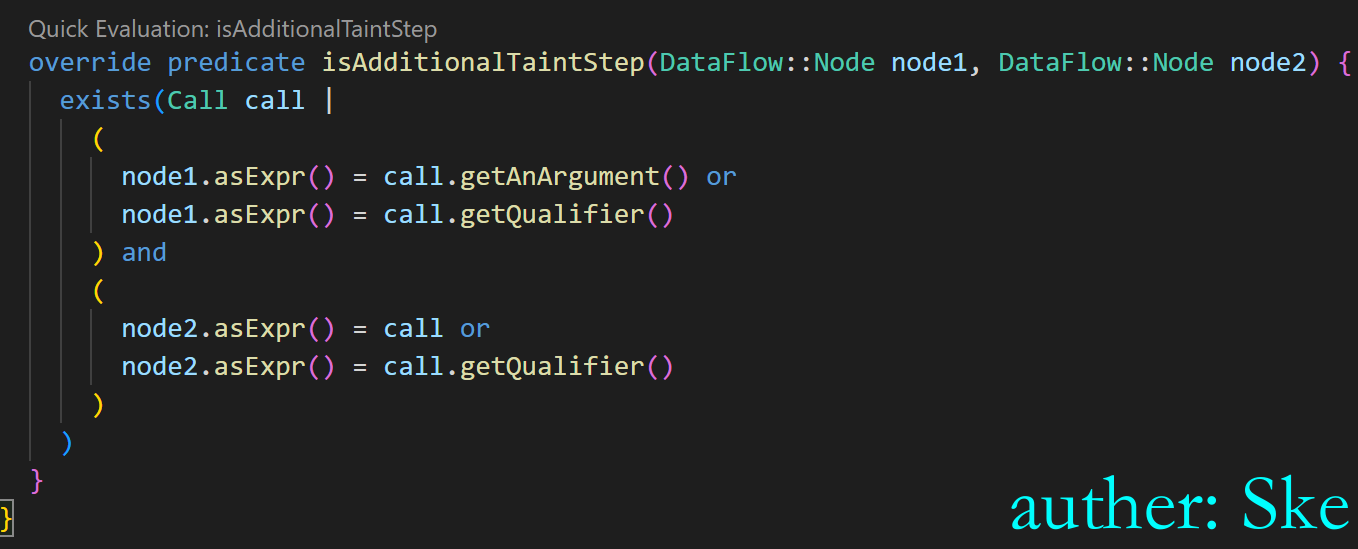 Quick Evaluation: isAdditionalTaintStep
override predicate isAdditionalTaintStep(DataFlow::Node node1, DataFlow::Node node2) {
exists(Call call |
(
node1.asExpr() = call.getAnArgument() or
node1.asExpr() = call.getQualifier()
) and
(
node2.asExpr() = call or
node2.asExpr() = call.getQualifier()
)
)
}
}
auther: Ske